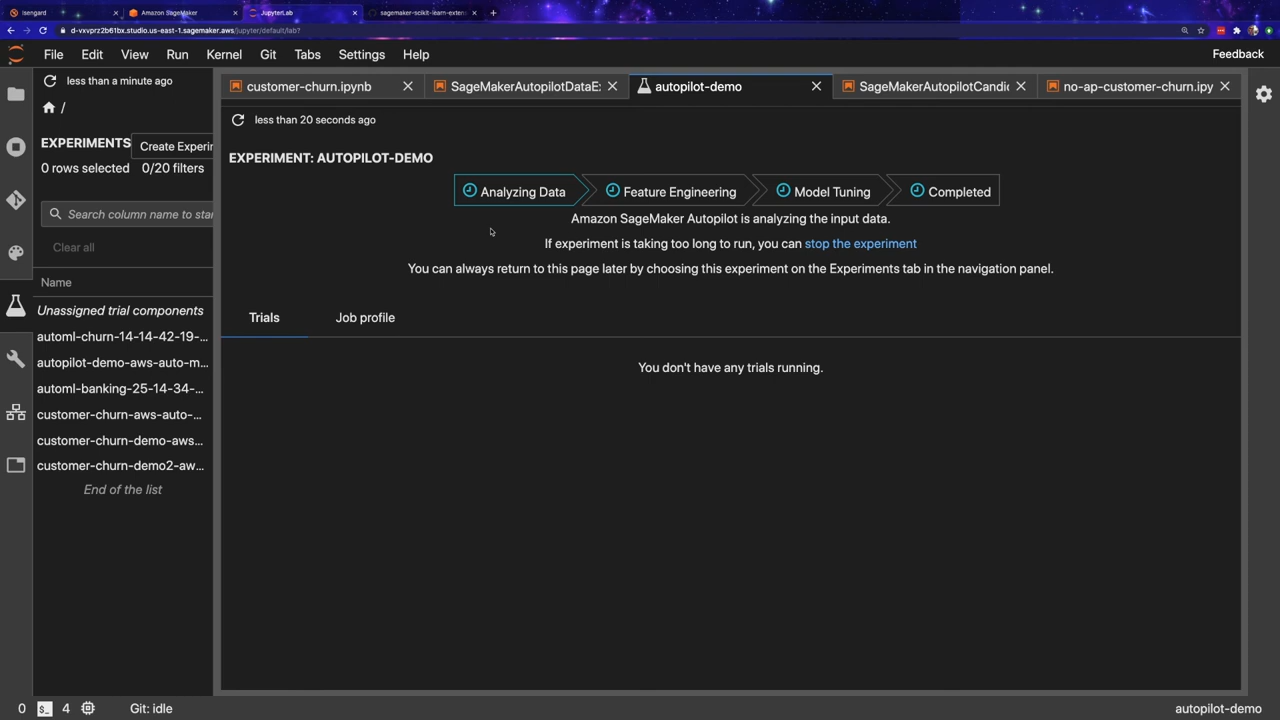 Isengard
Amazon SageMaker
JupyterLab
sagemaker-scikit-learn-exten
d-vxvprz2b61bx.studio.us-east-1.sagemaker.aws/jupyter/default/lab?
File Edit View Run Kernel Git Tabs Settings Help
Feedback
less than a minute ago
/
EXPERIMENTS
Create Experir
0 rows selected 0/20 filters
Search column name to star
Clear all
Name
Unassigned trial components
automl-churn-14-14-42-19-...
autopilot-demo-aws-auto-m...
automl-banking-25-14-34-...
customer-churn-aws-auto-...
customer-churn-demo-aws...
customer-churn-demo2-aw...
End of the list
customer-churn.ipynb
SageMakerAutopilotDataE:
autopilot-demo
SageMakerAutopilotCandic
no-ap-customer-churn.ipy
less than 20 seconds ago
EXPERIMENT: AUTOPILOT-DEMO
Analyzing Data
Feature Engineering
Model Tuning
Completed
Amazon SageMaker Autopilot is analyzing the input data.
If experiment is taking too long to run, you can stop the experiment
You can always return to this page later by choosing this experiment on the Experiments tab in the navigation panel.
Trials
Job profile
You don't have any trials running.
0
$_
4
Git: idle
autopilot-demo